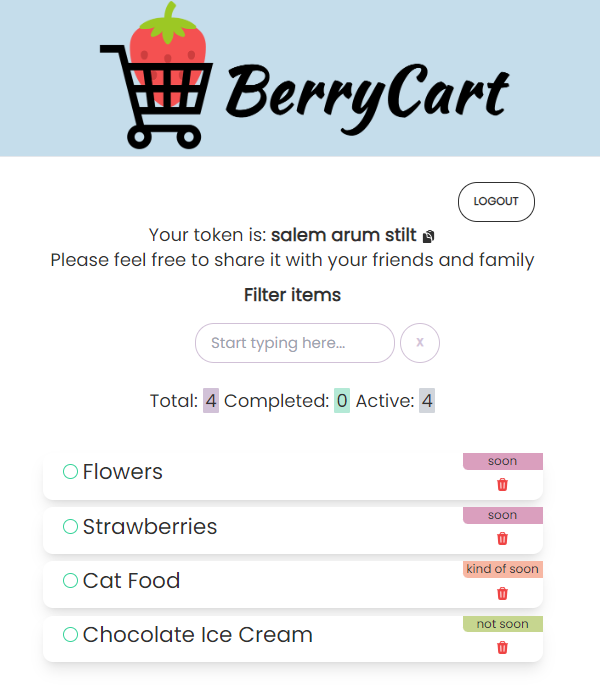 BerryCart
LOGOUT
Your token is: salem arum stilt
Please feel free to share it with your friends and family
Filter items
Start typing here...
x
Total: 4 Completed: 0 Active: 4
Flowers
soon
Strawberries
soon
Cat Food
kind of soon
Chocolate Ice Cream
not soon